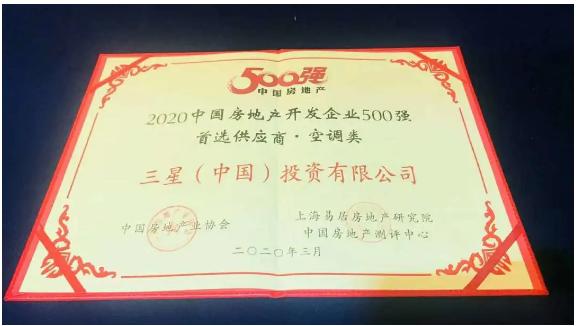 500强
中国房地产
2020中国房地产开发企业500强
首选供应商·空调类
三星（中国）投资有限公司
中国房地产业协会
上海易居房地产研究院
中国房地产测评中心
二〇二〇年三月